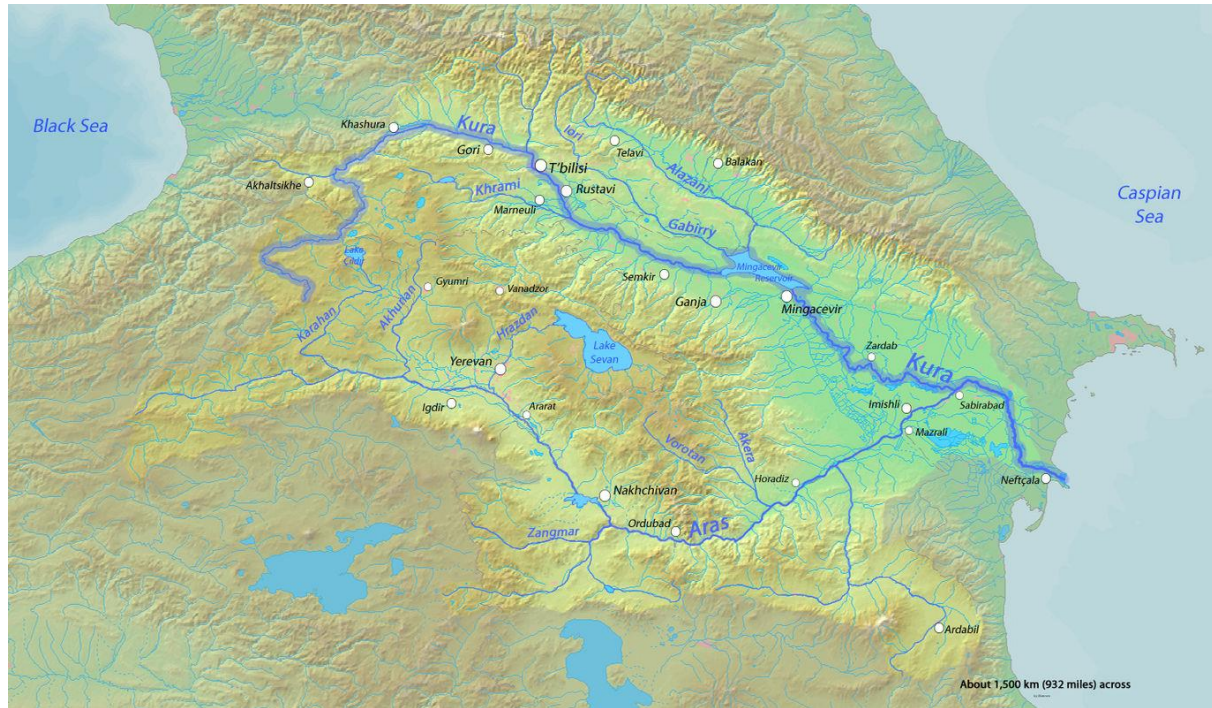 Black Sea
Khashura
Kura
Gori
T'bilisi
Iori
Telavi
Alazani
Balakan
Caspian
Sea
Akhaltsikhe
Khrami
Rustavi
Marneuli
Gabirry
Lake
Çıldır
Mingacevir
Reservoir
Semkir
Gyumri
Vanadzor
Ganja
Mingacevir
Karahan
Akhurian
Hrazdan
Lake
Sevan
Zardab
Kura
Yerevan
Igdir
Ararat
Imishli
Sabirabad
Mazrall
Vorotan
Akera
Horadiz
Neftçala
Nakhchivan
Zangmar
Ordubad
Aras
Ardabil
About 1,500 km (932 miles) across